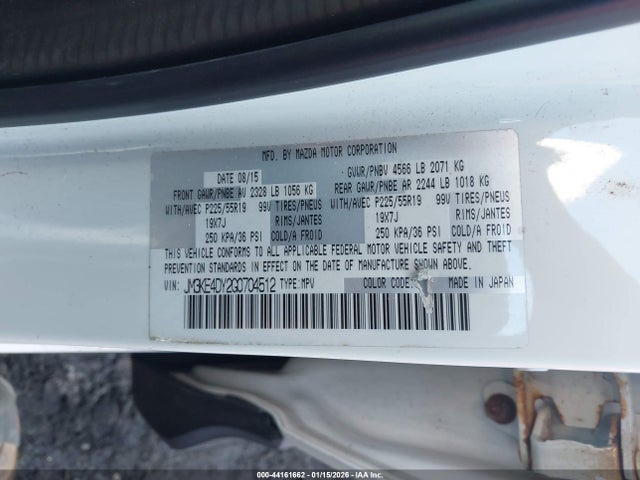 MFD. BY MAZDA MOTOR CORPORATION
DATE 08/15 GVWR/PNBV 4566 LB 2071 KG
FRONT GAWR/PNBE AV 2328 LB 1056 KG REAR GAWR/PNBE AR 2244 LB 1018 KG
WITH/AVEC P225/55R19 99V TIRES/PNEUS WITH/AVEC P225/55R19 99V TIRES/PNEUS
19X7J RIMS/JANTES 19X7J RIMS/JANTES
250 KPA/36 PSI COLD/A FROID 250 KPA/36 PSI COLD/A FROID
THIS VEHICLE CONFORMS TO ALL APPLICABLE FEDERAL MOTOR VEHICLE SAFETY AND THEFT
PREVENTION STANDARDS IN EFFECT ON THE DATE OF MANUFACTURE SHOWN ABOVE.
VIN: JM3KE4DY2G0704512 TYPE:MPV COLOR CODE: MADE IN JAPAN
000-44161662 - 01/15/2026 - IAA Inc.